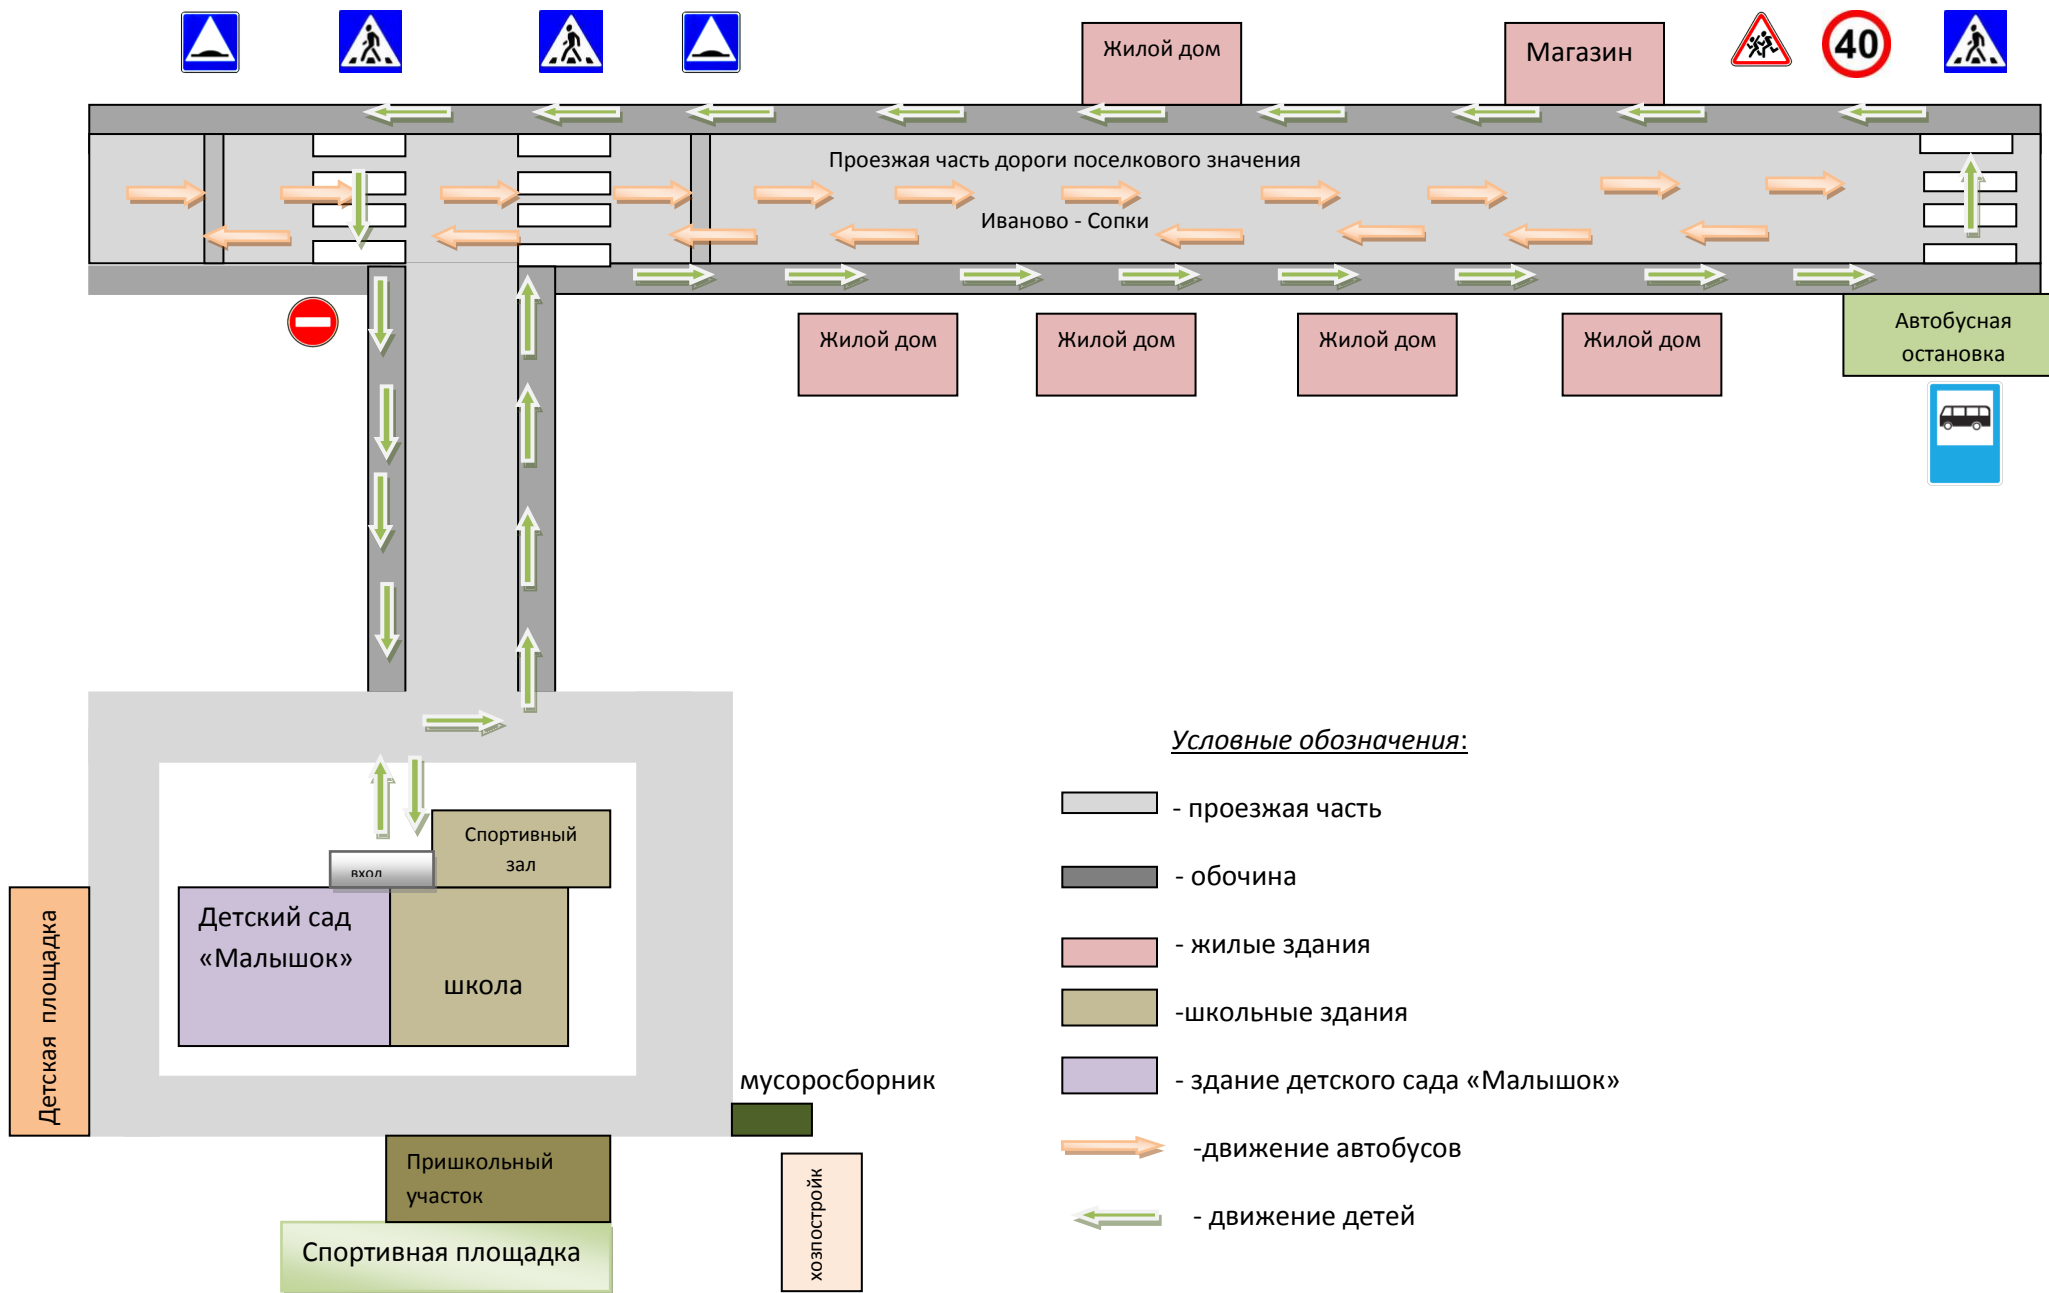 Жилой дом
Магазин
40
Проезжая часть дороги поселкового значения
Иваново - Сопки
Жилой дом
Жилой дом
Жилой дом
Жилой дом
Автобусная
остановка
Условные обозначения:
- проезжая часть
- обочина
- жилые здания
-школьные здания
- здание детского сада «Малышок»
-движение автобусов
- движение детей
Спортивный
зал
вход
Детский сад
«Малышок»
школа
Детская площадка
мусоросборник
Пришкольный
участок
Спортивная площадка
хозпостройк